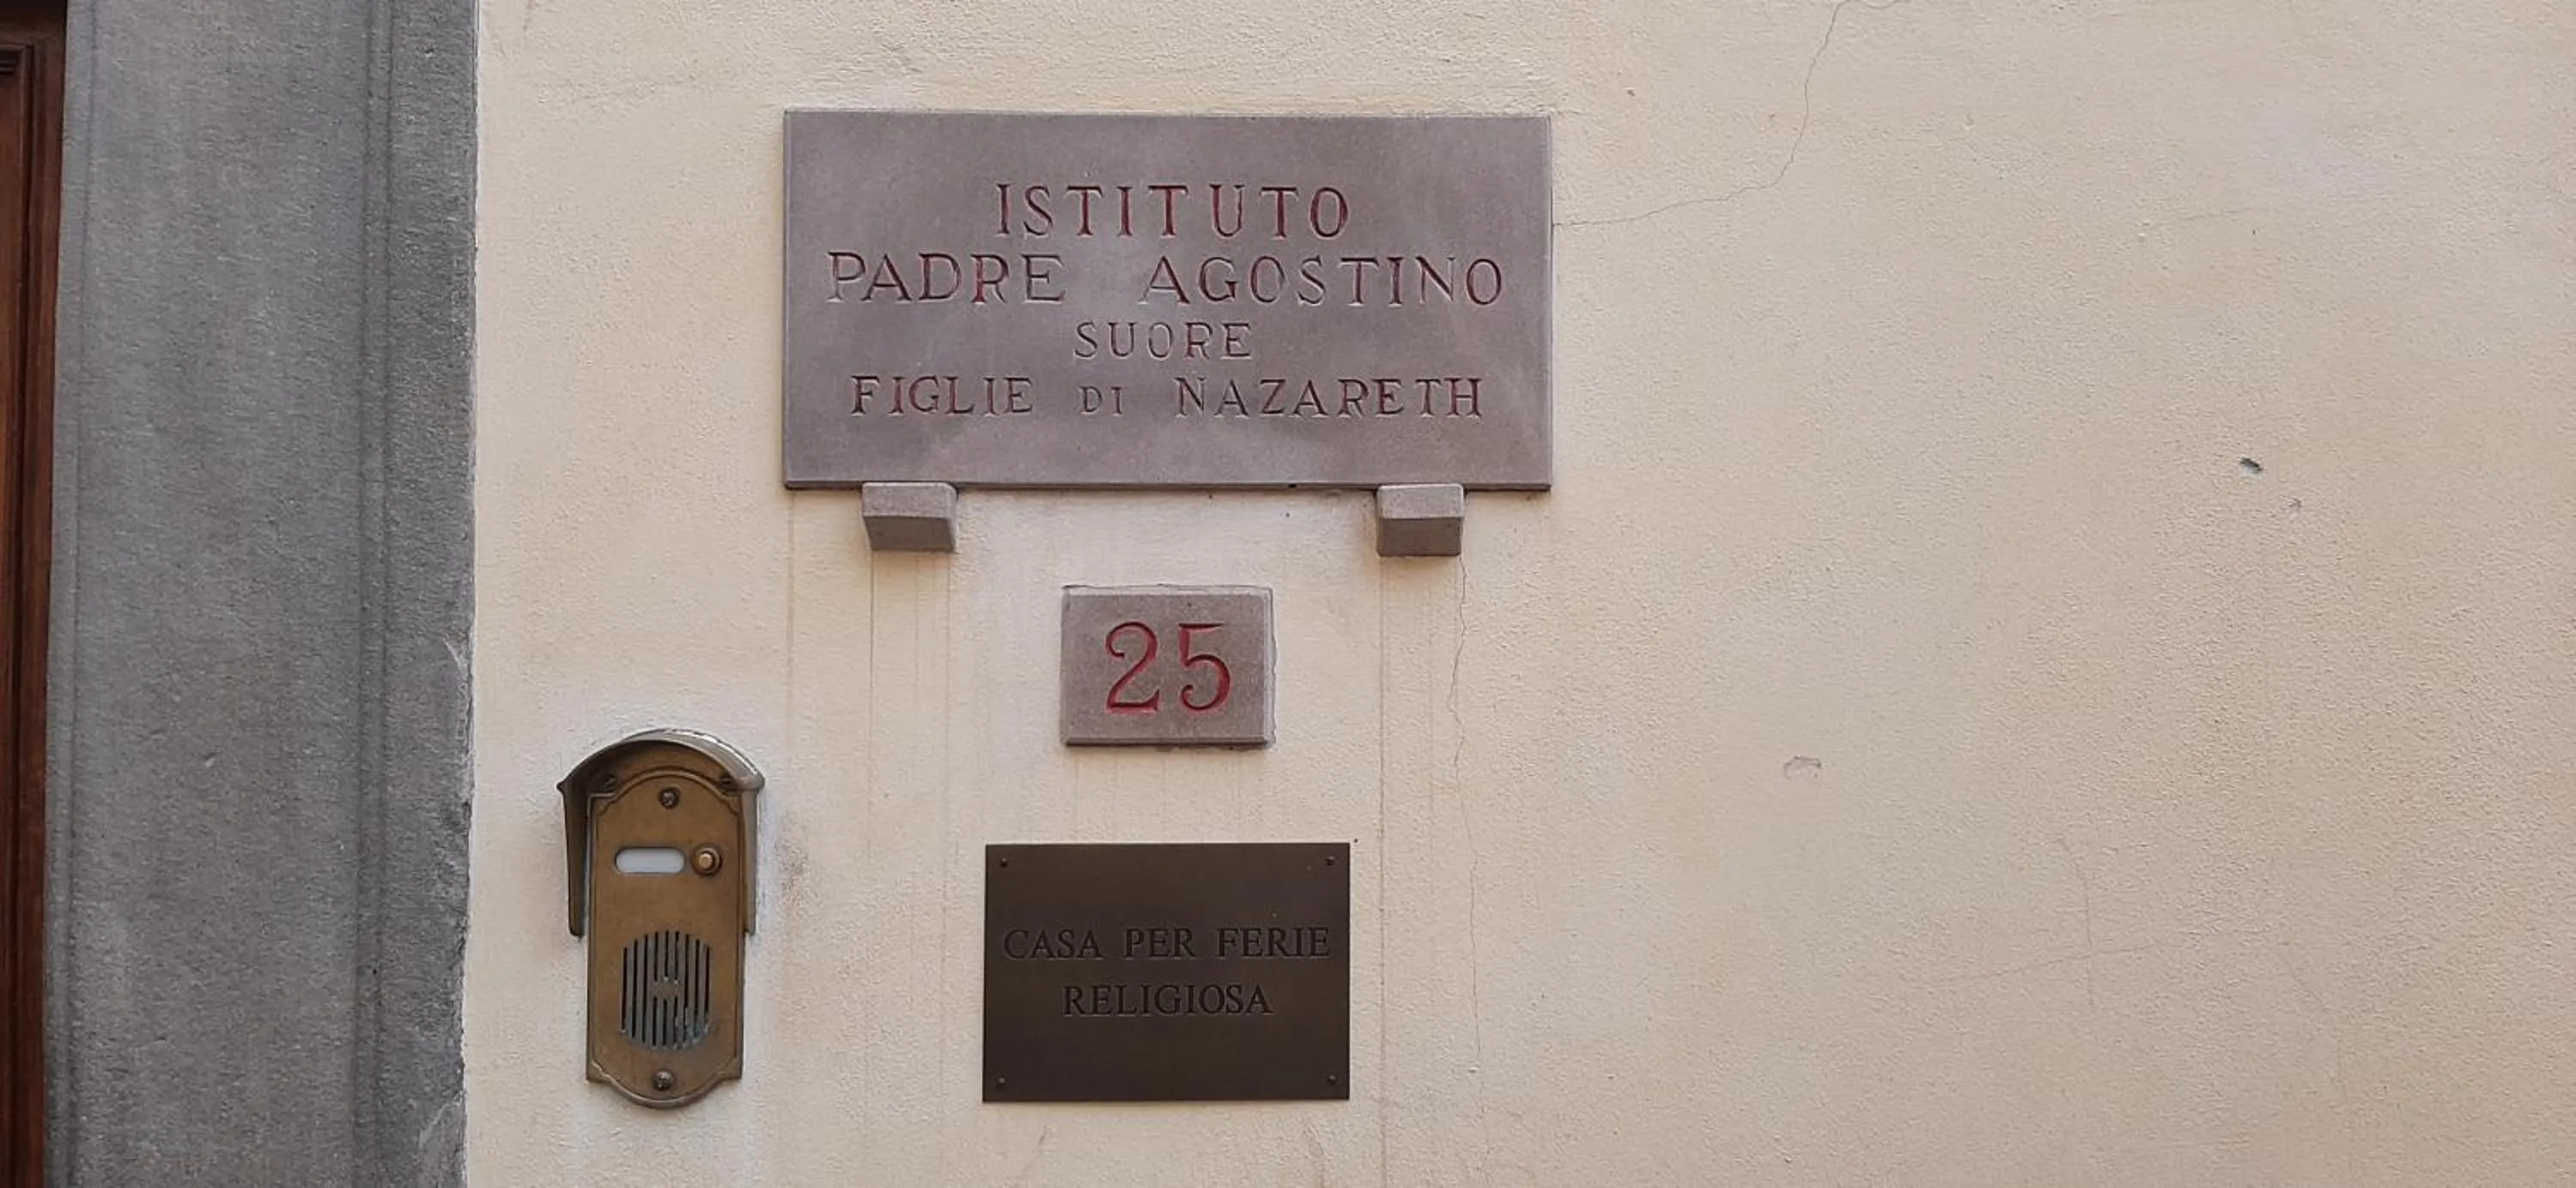 ISTITUTO
PADRE AGOSTINO
SUORE
FIGLIE DI NAZARETH
25
CASA PER FERIE
RELIGIOSA